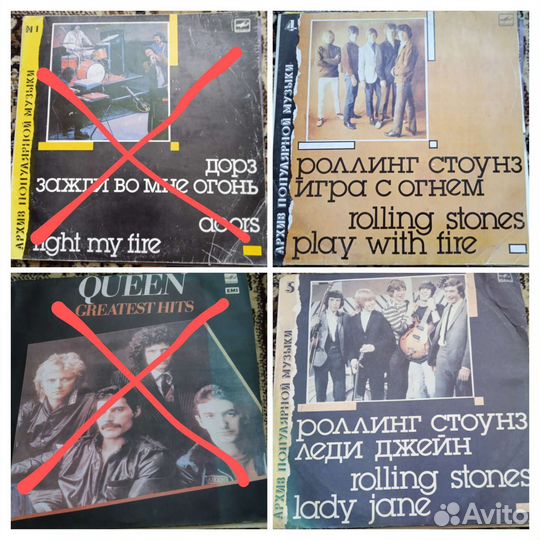 №1
АРХИВ ПОПУЛЯРНОЙ МУЗЫКИ
ДОРЗ
ЗАЖГИ ВО МНЕ ОГОНЬ
doors
light my fire
4
АРХИВ ПОПУЛЯРНОЙ МУЗЫКИ
РОЛЛИНГ СТОУНЗ
ИГРА С ОГНЕМ
rolling stones
play with fire
QUEEN
GREATEST HITS
EMI
5
АРХИВ ПОПУЛЯРНОЙ МУЗЫКИ
РОЛЛИНГ СТОУНЗ
ЛЕДИ ДЖЕЙН
rolling stones
lady jane
Avito